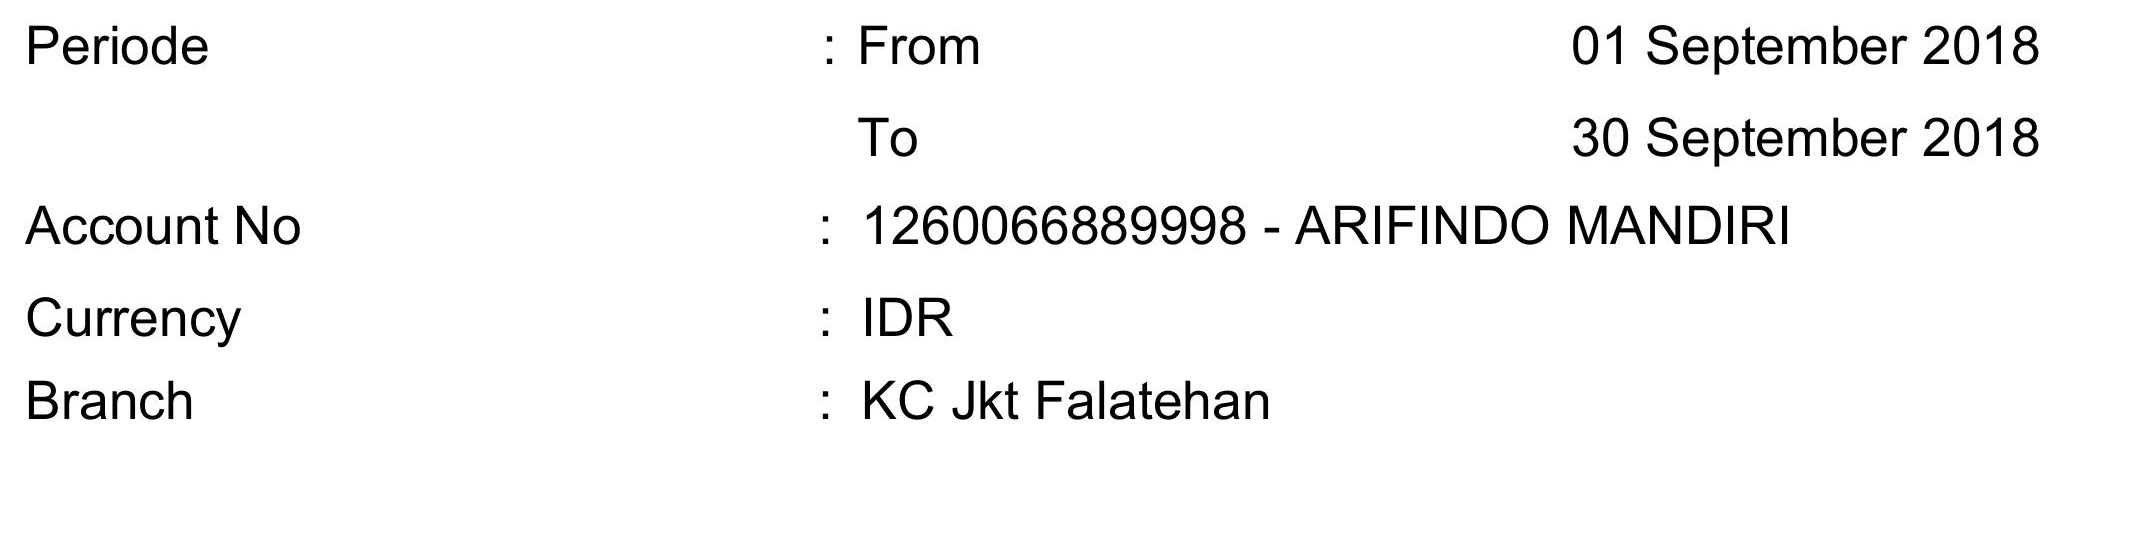 Periode : From 01 September 2018
To 30 September 2018
Account No : 1260066889998 - ARIFINDO MANDIRI
Currency : IDR
Branch : KC Jkt Falatehan